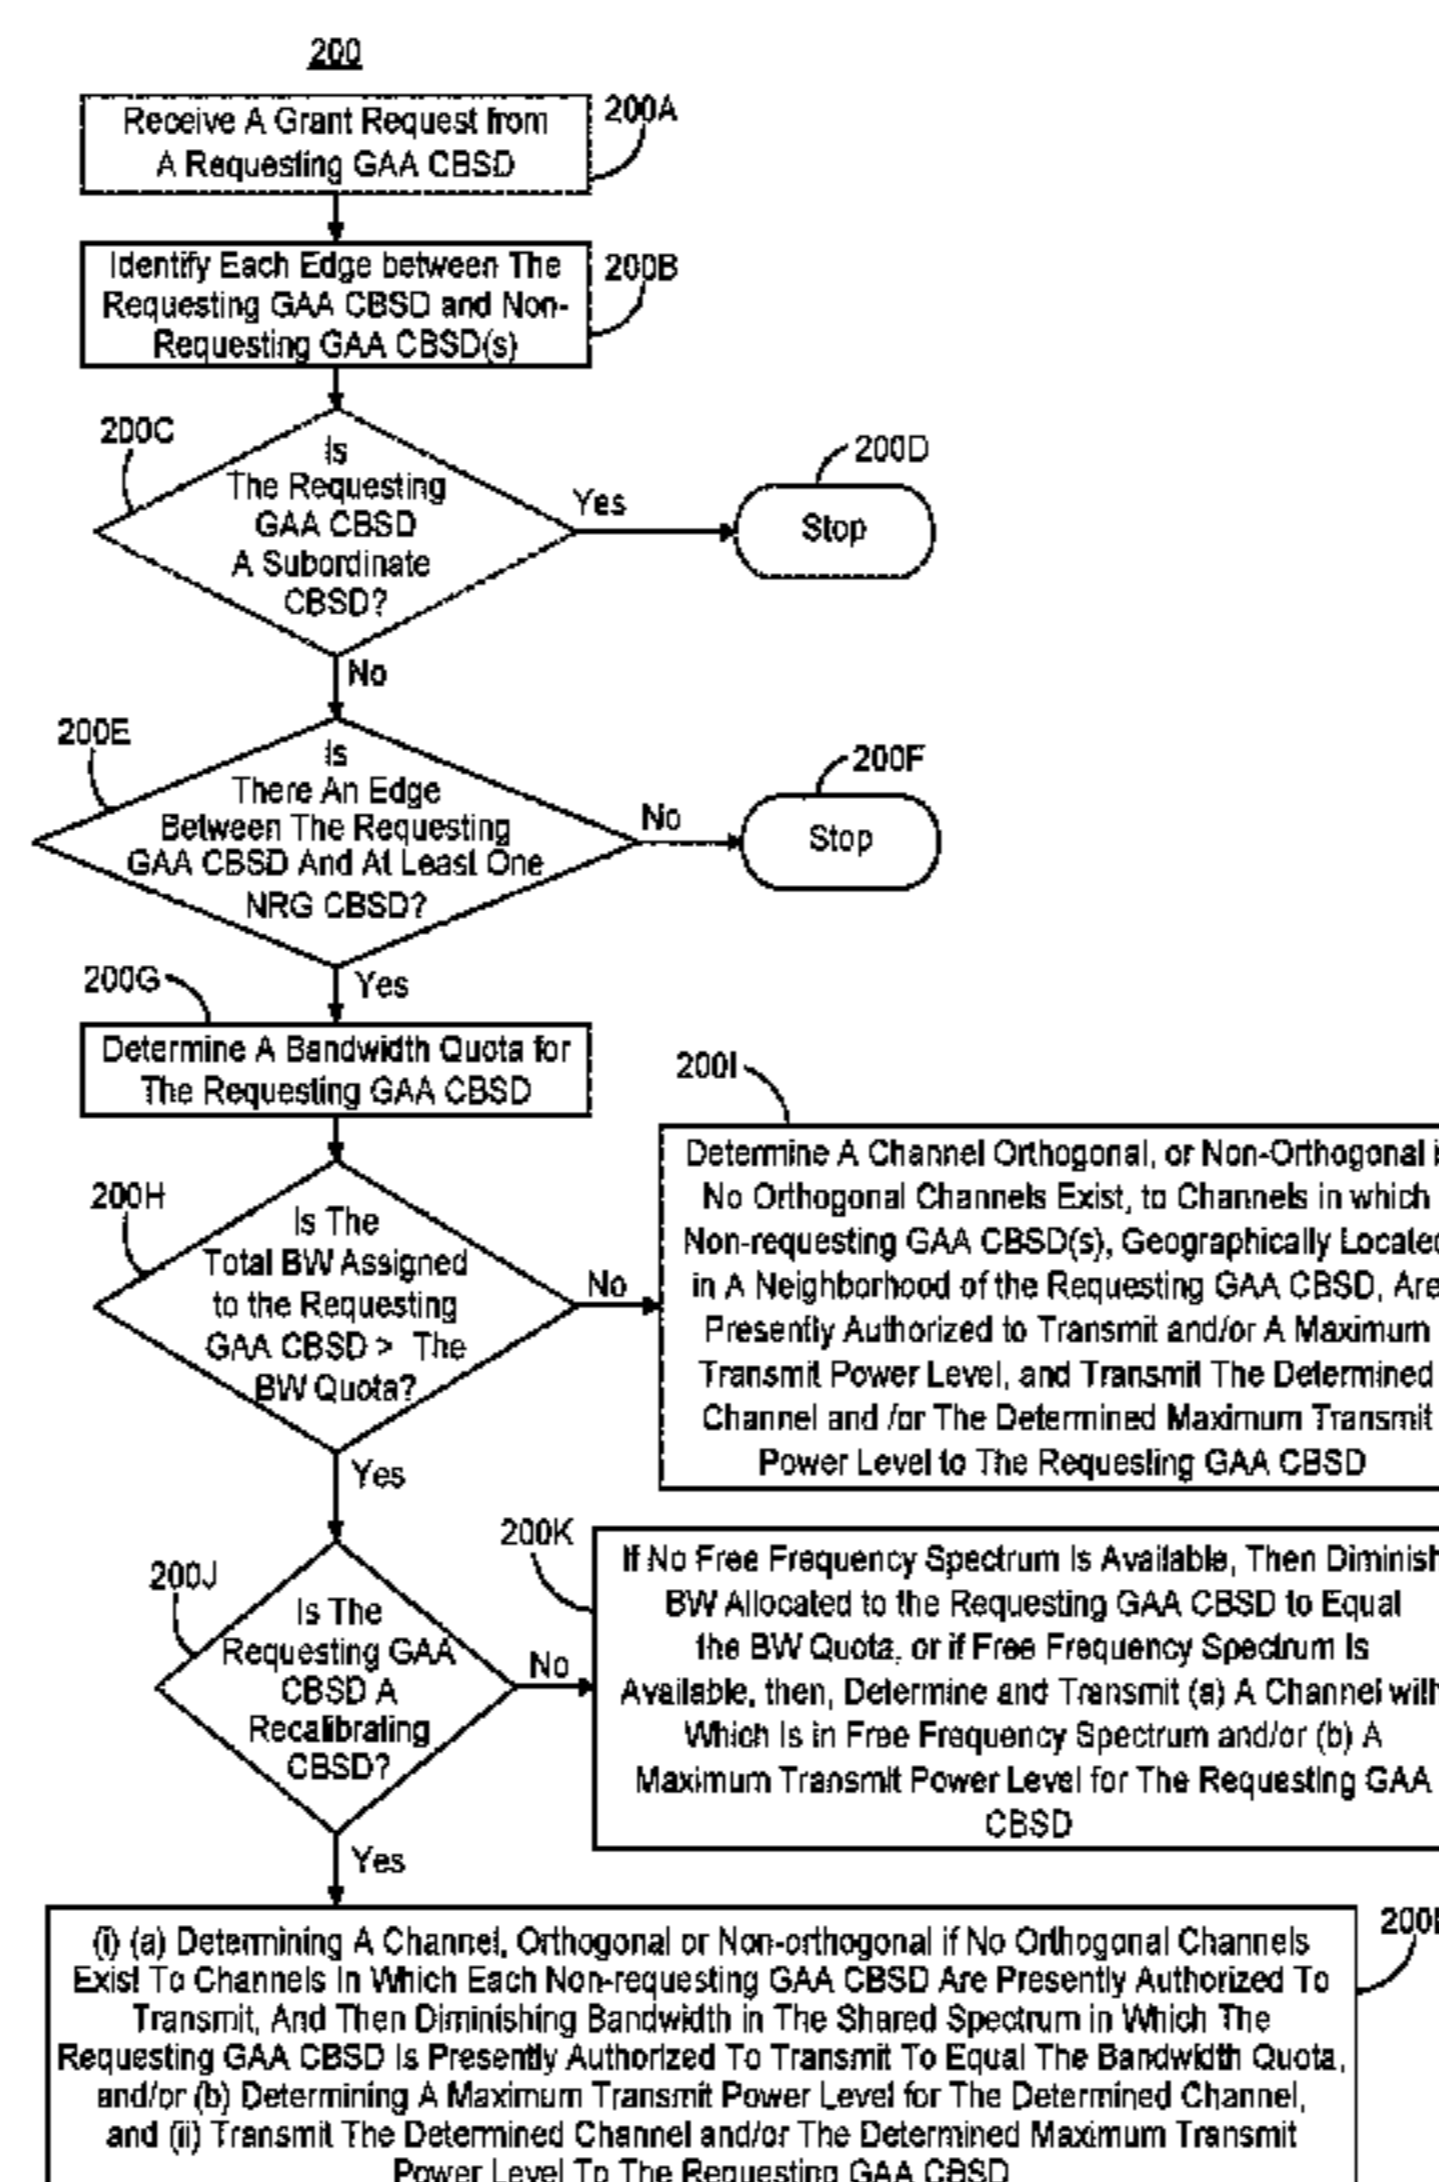 200
Receive A Grant Request from
A Requesting GAA CBSD
200A
Identify Each Edge between The
Requesting GAA CBSD and Non-
Requesting GAA CBSD(s)
200B
200C
Is
The Requesting
GAA CBSD
A Subordinate
CBSD?
Yes
200D
Stop
No
200E
Is
There An Edge
Between The Requesting
GAA CBSD And At Least One
NRG CBSD?
No
200F
Stop
Yes
200G
Determine A Bandwidth Quota for
The Requesting GAA CBSD
200H
Is The
Total BW Assigned
to the Requesting
GAA CBSD > The
BW Quota?
No
200I
Determine A Channel Orthogonal, or Non-Orthogonal
No Orthogonal Channels Exist, to Channels in which
Non-requesting GAA CBSD(s), Geographically Located
in A Neighborhood of the Requesting GAA CBSD, Are
Presently Authorized to Transmit and/or A Maximum
Transmit Power Level, and Transmit The Determined
Channel and /or The Determined Maximum Transmit
Power Level to The Requesting GAA CBSD
Yes
200J
Is The
Requesting GAA
CBSD A
Recalibrating
CBSD?
No
200K
If No Free Frequency Spectrum Is Available, Then Diminish
BW Allocated to the Requesting GAA CBSD to Equal
the BW Quota, or if Free Frequency Spectrum Is
Available, then, Determine and Transmit (a) A Channel with
Which Is in Free Frequency Spectrum and/or (b) A
Maximum Transmit Power Level for The Requesting GAA
CBSD
Yes
(i) (a) Determining A Channel, Orthogonal or Non-orthogonal if No Orthogonal Channels
Exist To Channels In Which Each Non-requesting GAA CBSD Are Presently Authorized To
Transmit, And Then Diminishing Bandwidth in The Shared Spectrum in Which The
Requesting GAA CBSD Is Presently Authorized To Transmit To Equal The Bandwidth Quota,
and/or (b) Determining A Maximum Transmit Power Level for The Determined Channel,
and (ii) Transmit The Determined Channel and/or The Determined Maximum Transmit
Power Level To The Requesting GAA CBSD